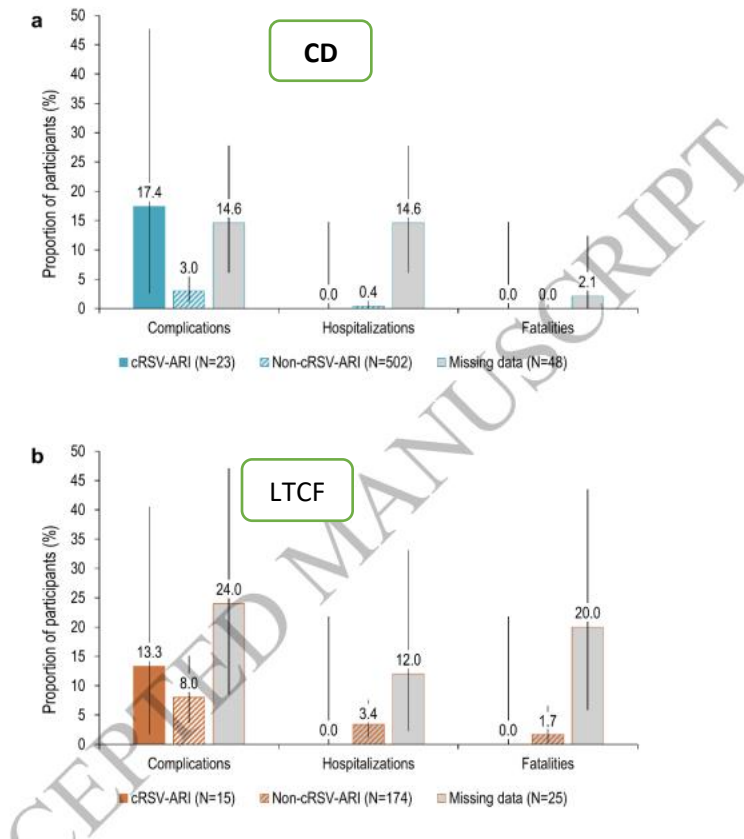 a
CD
Proportion of participants (%)
50
45
40
35
30
25
20
15
10
5
0
17.4
3.0
14.6
0.0
0.4
14.6
0.0
0.0
2.1
Complications
Hospitalizations
Fatalities
cRSV-ARI (N=23)
Non-cRSV-ARI (N=502)
Missing data (N=48)
b
LTCF
Proportion of participants (%)
50
45
40
35
30
25
20
15
10
5
0
13.3
8.0
24.0
0.0
3.4
12.0
0.0
1.7
20.0
Complications
Hospitalizations
Fatalities
cRSV-ARI (N=15)
Non-cRSV-ARI (N=174)
Missing data (N=25)
CEPTED MANUSCRIPT